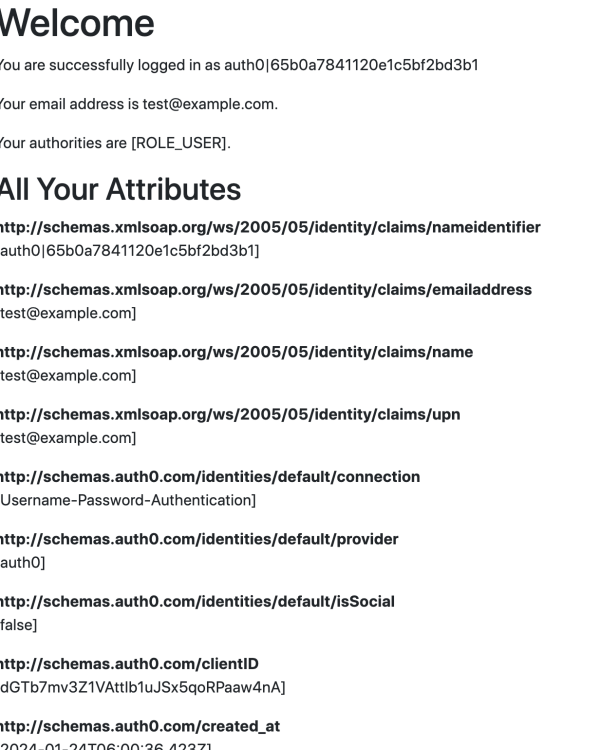 Welcome
You are successfully logged in as auth0|65b0a7841120e1c5bf2bd3b1
Your email address is test@example.com.
Your authorities are [ROLE_USER].
All Your Attributes
http://schemas.xmlsoap.org/ws/2005/05/identity/claims/nameidentifier
auth0|65b0a7841120e1c5bf2bd3b1]
http://schemas.xmlsoap.org/ws/2005/05/identity/claims/emailaddress
test@example.com]
http://schemas.xmlsoap.org/ws/2005/05/identity/claims/name
test@example.com]
http://schemas.xmlsoap.org/ws/2005/05/identity/claims/upn
test@example.com]
http://schemas.auth0.com/identities/default/connection
Username-Password-Authentication]
http://schemas.auth0.com/identities/default/provider
auth0]
http://schemas.auth0.com/identities/default/isSocial
false]
http://schemas.auth0.com/clientID
dGTb7mv3Z1VAttIb1uJSx5qoRPaaw4nA]
http://schemas.auth0.com/created_at
2024-01-24T06:00:36.423Z]